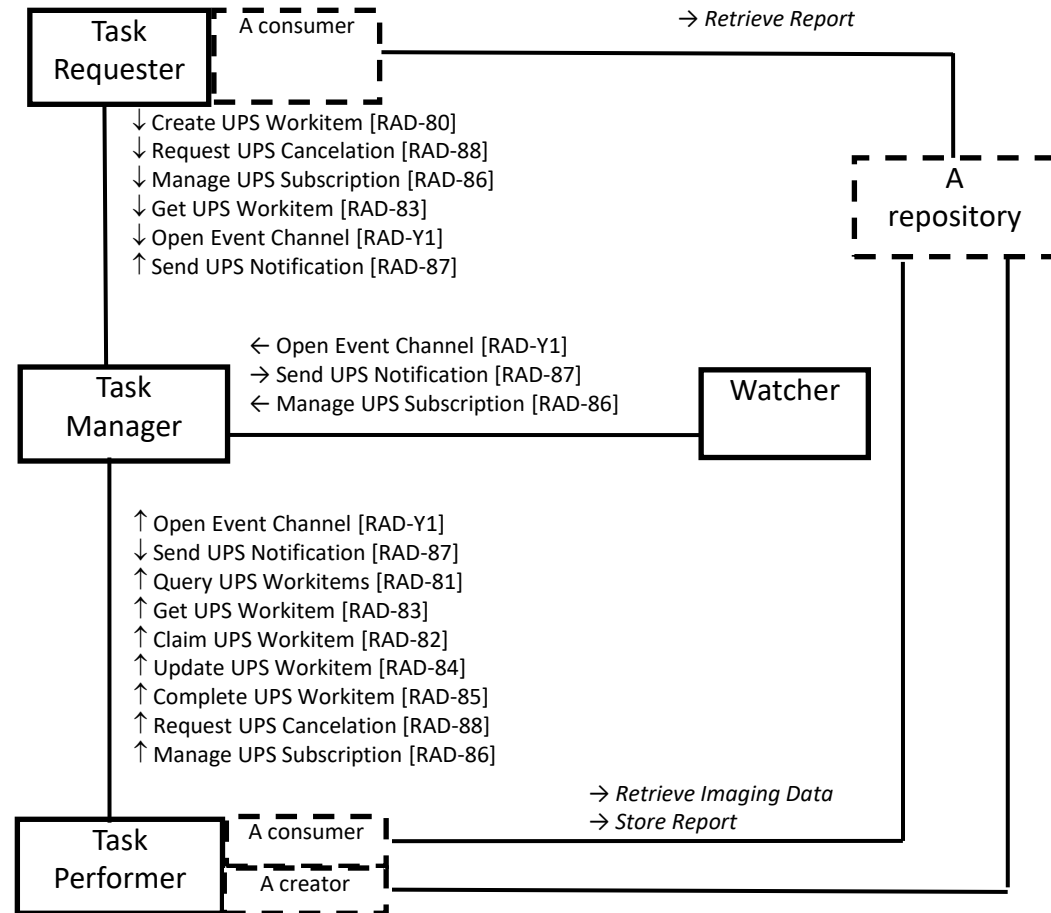 Task
Requester
A consumer
→ Retrieve Report
↓ Create UPS Workitem [RAD-80]
↓ Request UPS Cancelation [RAD-88]
↓ Manage UPS Subscription [RAD-86]
↓ Get UPS Workitem [RAD-83]
↓ Open Event Channel [RAD-Y1]
↑ Send UPS Notification [RAD-87]
A
repository
← Open Event Channel [RAD-Y1]
→ Send UPS Notification [RAD-87]
← Manage UPS Subscription [RAD-86]
Task
Manager
Watcher
↑ Open Event Channel [RAD-Y1]
↓ Send UPS Notification [RAD-87]
↑ Query UPS Workitems [RAD-81]
↑ Get UPS Workitem [RAD-83]
↑ Claim UPS Workitem [RAD-82]
↑ Update UPS Workitem [RAD-84]
↑ Complete UPS Workitem [RAD-85]
↑ Request UPS Cancelation [RAD-88]
↑ Manage UPS Subscription [RAD-86]
→ Retrieve Imaging Data
→ Store Report
Task
Performer
A consumer
A creator